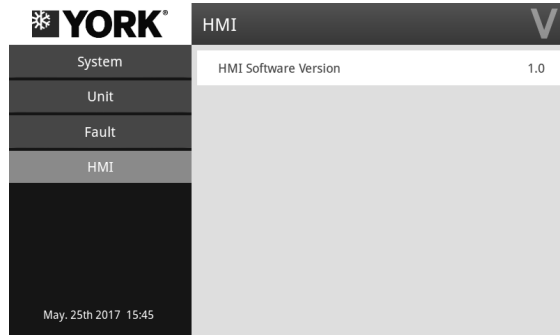 YORK®
HMI
V
System
HMI Software Version 1.0
Unit
Fault
HMI
May. 25th 2017 15:45